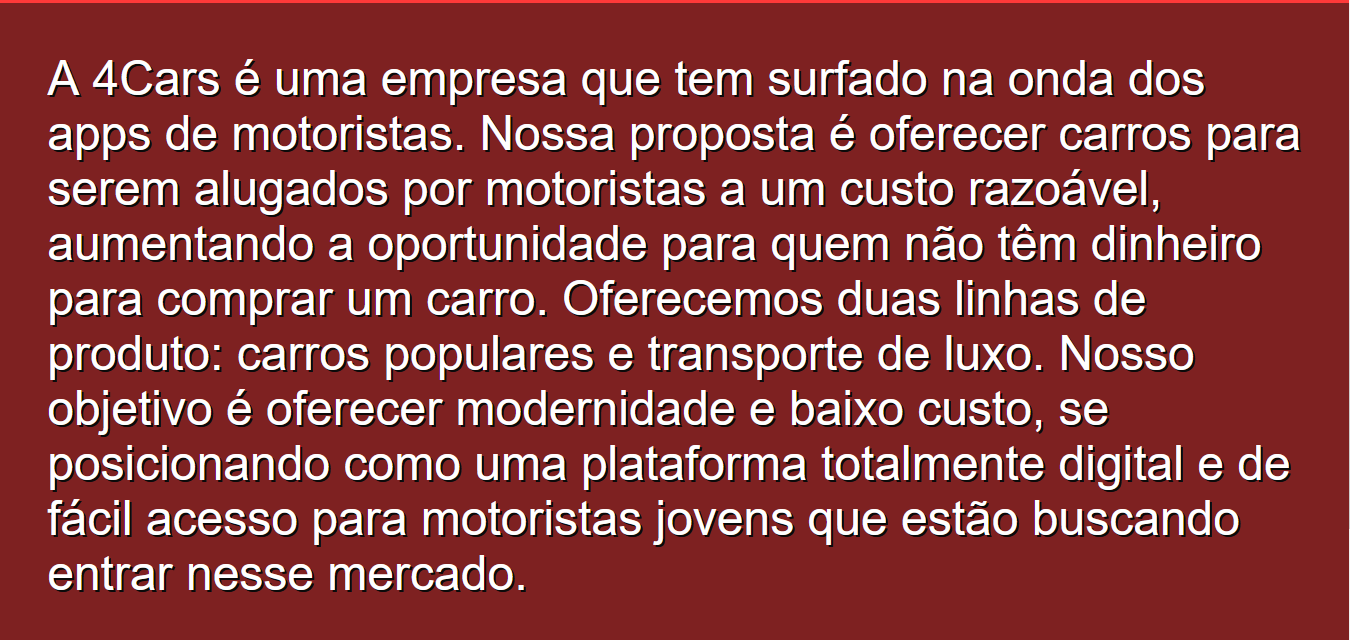 A 4Cars é uma empresa que tem surfado na onda dos
apps de motoristas. Nossa proposta é oferecer carros para
serem alugados por motoristas a um custo razoável,
aumentando a oportunidade para quem não têm dinheiro
para comprar um carro. Oferecemos duas linhas de
produto: carros populares e transporte de luxo. Nosso
objetivo é oferecer modernidade e baixo custo, se
posicionando como uma plataforma totalmente digital e de
fácil acesso para motoristas jovens que estão buscando
entrar nesse mercado.